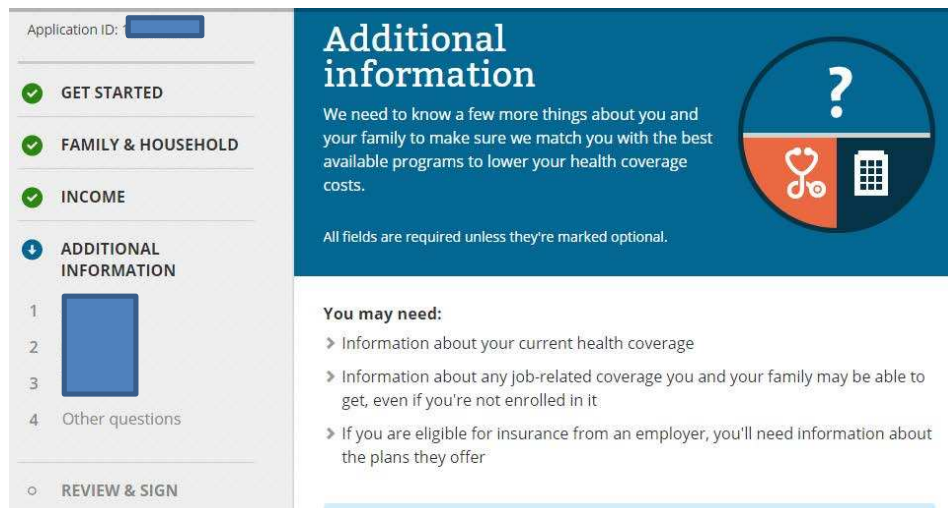 Application ID:
GET STARTED
FAMILY & HOUSEHOLD
INCOME
ADDITIONAL
INFORMATION
1
2
3
4 Other questions
REVIEW & SIGN
Additional
information
We need to know a few more things about you and
your family to make sure we match you with the best
available programs to lower your health coverage
costs.
All fields are required unless they're marked optional.
?
You may need:
Information about your current health coverage
Information about any job-related coverage you and your family may be able to
get, even if you're not enrolled in it
If you are eligible for insurance from an employer, you'll need information about
the plans they offer